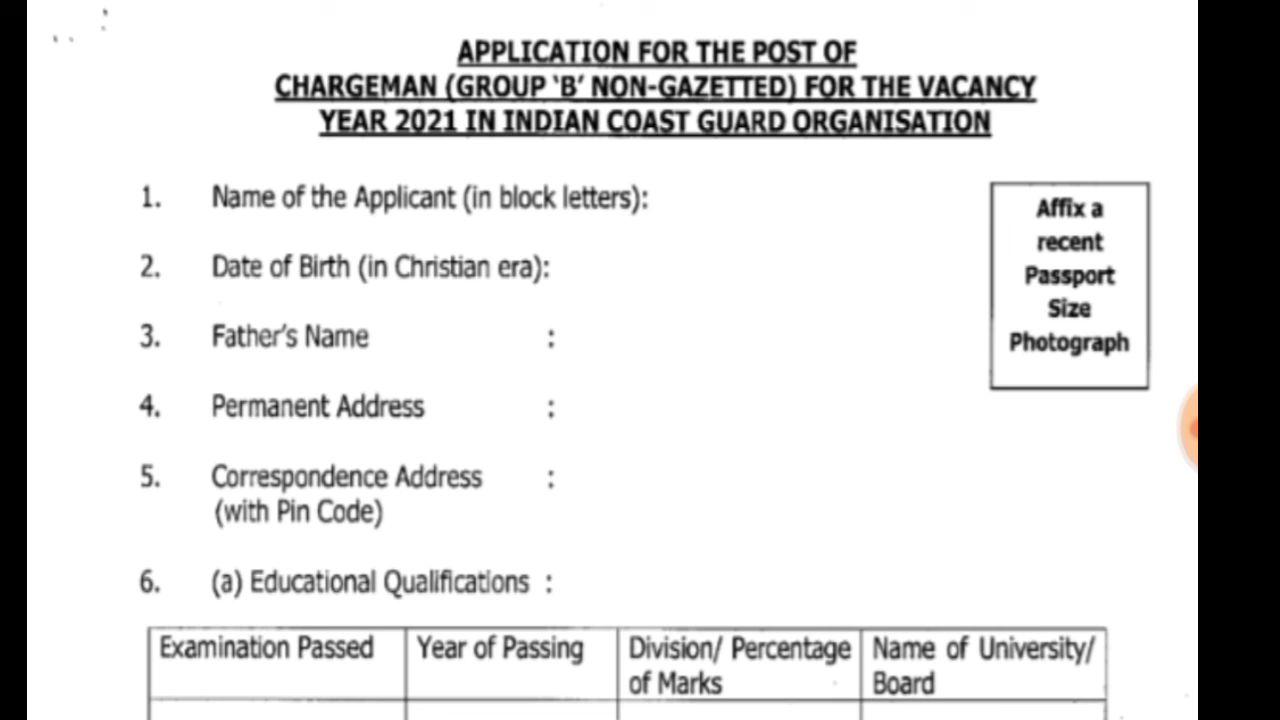 APPLICATION FOR THE POST OF
CHARGEMAN (GROUP ‘B’ NON-GAZETTED) FOR THE VACANCY
YEAR 2021 IN INDIAN COAST GUARD ORGANISATION
1. Name of the Applicant (in block letters):
2. Date of Birth (in Christian era):
Affix a
recent
Passport
Size
Photograph
3. Father’s Name :
4. Permanent Address :
5. Correspondence Address :
(with Pin Code)
6. (a) Educational Qualifications :
Examination Passed Year of Passing Division/ Percentage Name of University/
of Marks Board